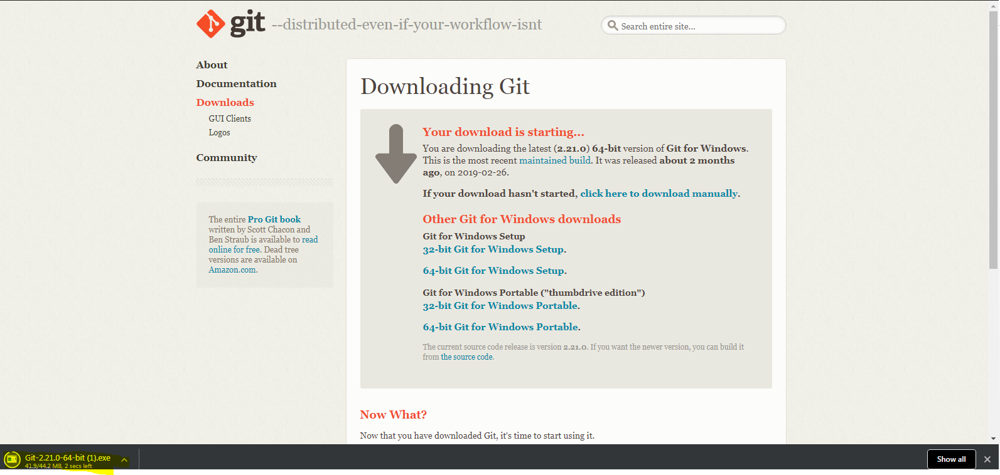 git --distributed-even-if-your-workflow-isnt
Search entire site...
About
Documentation
Downloads
GUI Clients
Logos
Community
The entire Pro Git book
written by Scott Chacon and
Ben Straub is available to read
online for free. Dead tree
versions are available on
Amazon.com.
Downloading Git
Your download is starting...
You are downloading the latest (2.21.0) 64-bit version of Git for Windows.
This is the most recent maintained build. It was released about 2 months
ago, on 2019-02-26.
If your download hasn't started, click here to download manually.
Other Git for Windows downloads
Git for Windows Setup
32-bit Git for Windows Setup.
64-bit Git for Windows Setup.
Git for Windows Portable ("thumbdrive edition")
32-bit Git for Windows Portable.
64-bit Git for Windows Portable.
The current source code release is version 2.21.0. If you want the newer version, you can build it
from the source code.
Now What?
Now that you have downloaded Git, it's time to start using it.
Git-2.21.0-64-bit (1).exe
41.9/44.2 MB, 2 secs left
Show all